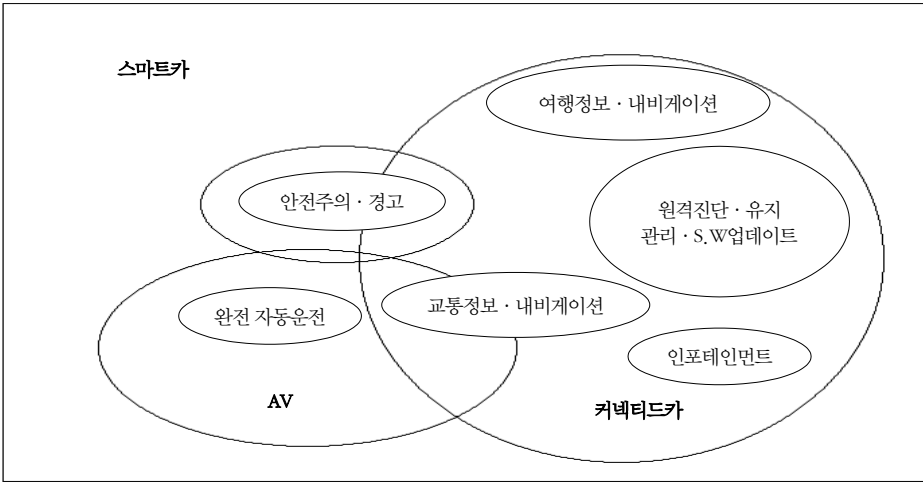 스마트카
여행정보 · 내비게이션
안전주의 · 경고
원격진단 · 유지
관리 · S.W업데이트
교통정보 · 내비게이션
완전 자동운전
인포테인먼트
AV
커넥티드카